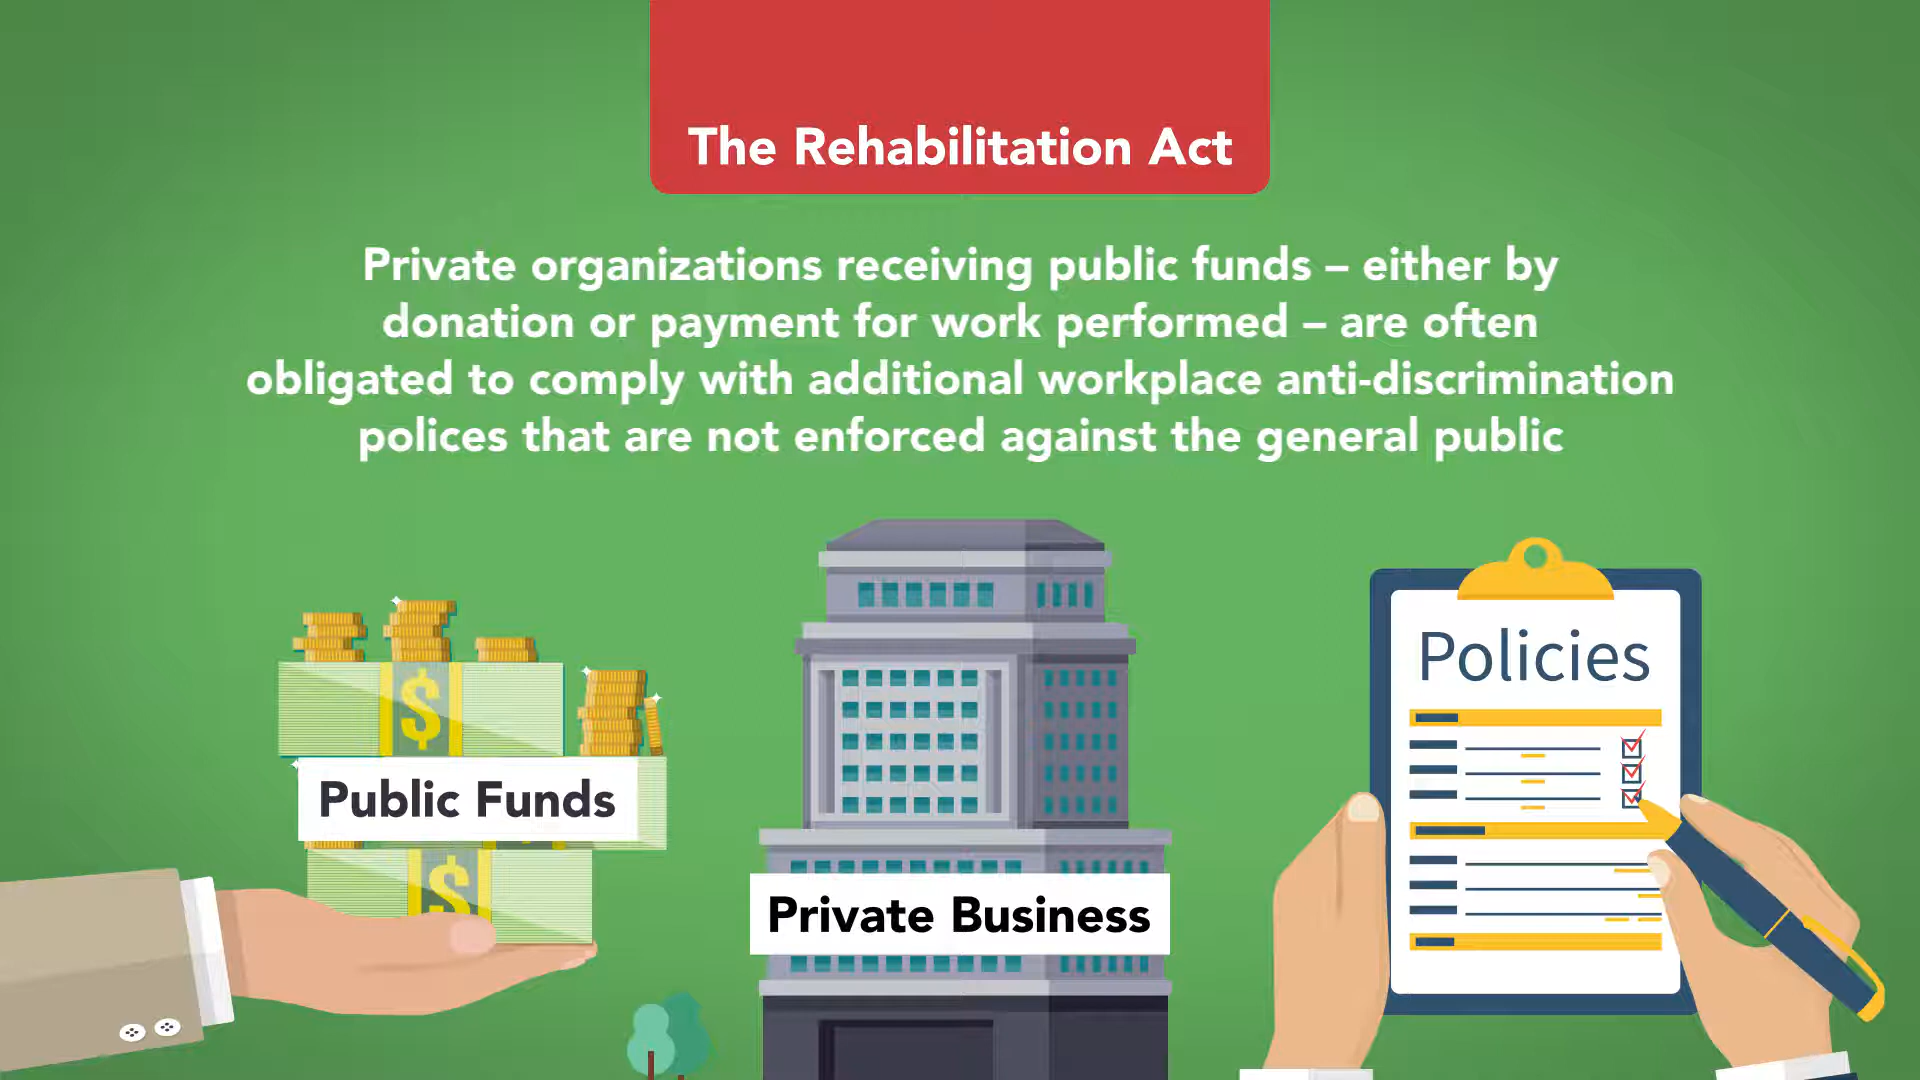 The Rehabilitation Act
Private organizations receiving public funds – either by
donation or payment for work performed – are often
obligated to comply with additional workplace anti-discrimination
polices that are not enforced against the general public
$
Public Funds
$
Private Business
Policies